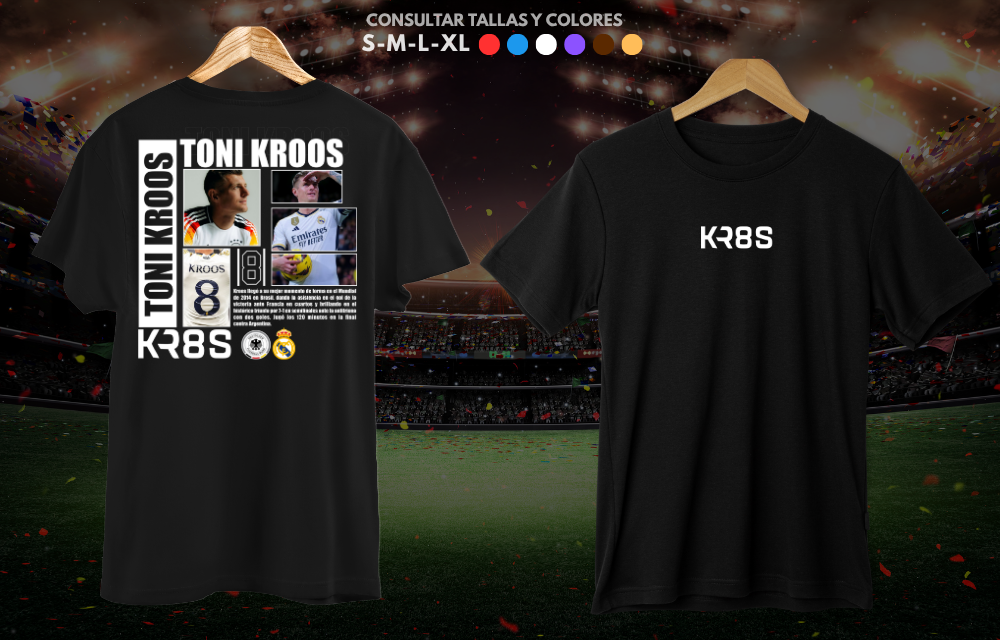 CONSULTAR TALLAS Y COLORES
S-M-L-XL
TONI KROOS
TONI KROOS
Emirates
FLY BETTER
KROOS
8
8
Kroos llegó a su mejor momento de forma en el Mundial
de 2014 en Brasil, dando la asistencia en el gol de la
victoria ante Francia en cuartos y brillando en el
histórico triunfo por 7-1 en semifinales ante la anfitriona
con dos goles. Jugó los 120 minutos en la final
contra Argentina.
KR8S
KR8S